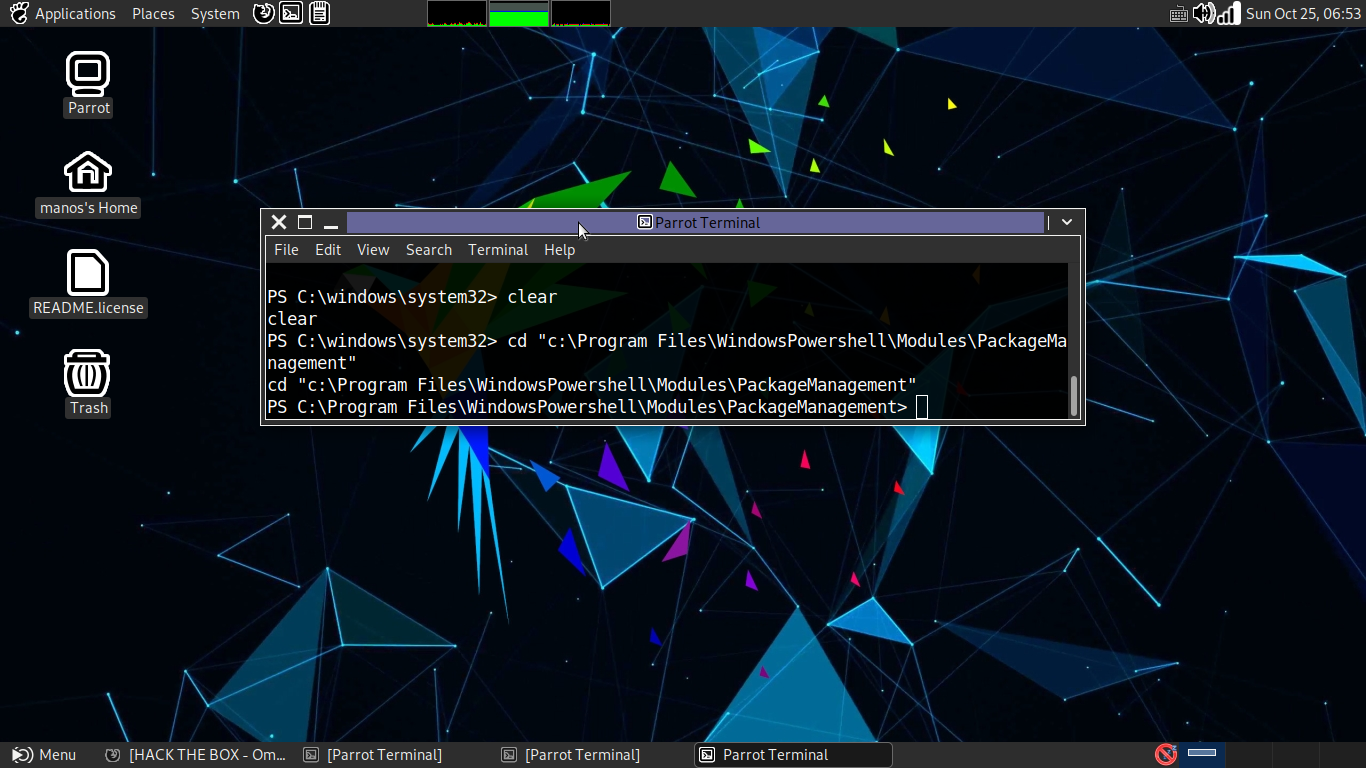 Applications Places System Sun Oct 25, 06:53
Parrot
manos's Home
README.license
Trash
Parrot Terminal
File Edit View Search Terminal Help
PS C:\windows\system32> clear
clear
PS C:\windows\system32> cd "c:\Program Files\WindowsPowershell\Modules\PackageMa
nagement"
cd "c:\Program Files\WindowsPowershell\Modules\PackageManagement"
PS C:\Program Files\WindowsPowershell\Modules\PackageManagement>
Menu [HACK THE BOX - Om... [Parrot Terminal] [Parrot Terminal] Parrot Terminal